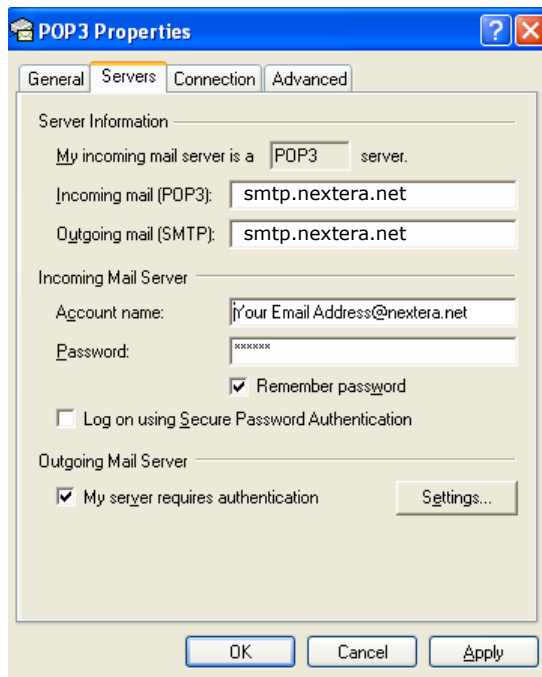 POP3 Properties
General Servers Connection Advanced
Server Information
My incoming mail server is a POP3 server.
Incoming mail (POP3): smtp.nextera.net
Outgoing mail (SMTP): smtp.nextera.net
Incoming Mail Server
Account name: Your Email Address@nextera.net
Password: ******
Remember password
Log on using Secure Password Authentication
Outgoing Mail Server
My server requires authentication Settings...
OK Cancel Apply